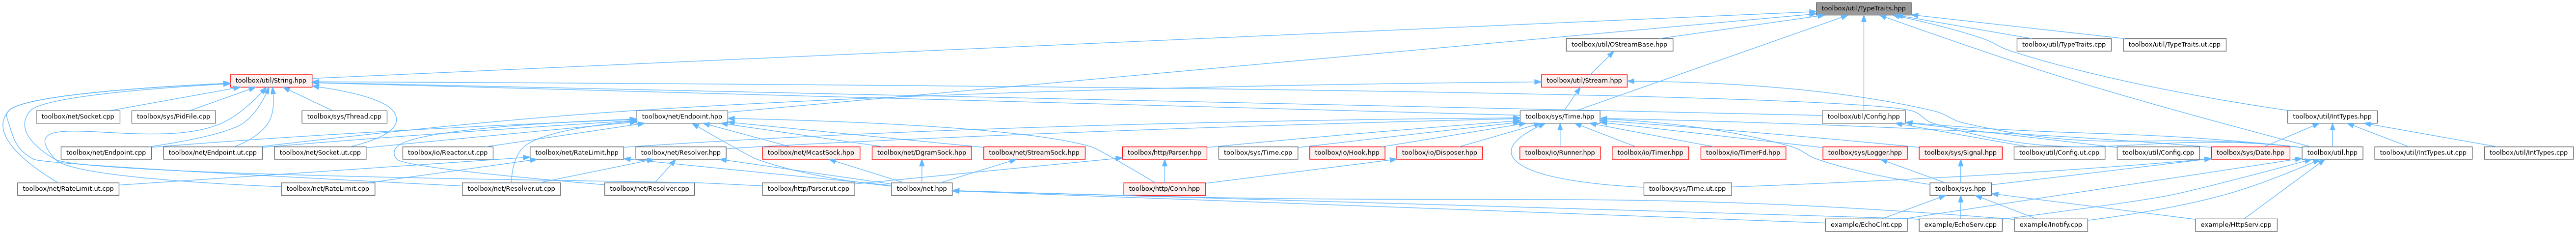 toolbox/util/TypeTraits.hpp
toolbox/util/OStreamBase.hpp
toolbox/util/TypeTraits.cpp
toolbox/util/TypeTraits.ut.cpp
toolbox/util/String.hpp
toolbox/util/Stream.hpp
toolbox/net/Socket.cpp
toolbox/sys/PidFile.cpp
toolbox/sys/Thread.cpp
toolbox/net/Endpoint.hpp
toolbox/sys/Time.hpp
toolbox/util/Config.hpp
toolbox/util/IntTypes.hpp
toolbox/net/Endpoint.cpp
toolbox/net/Endpoint.ut.cpp
toolbox/net/Socket.ut.cpp
toolbox/io/Reactor.ut.cpp
toolbox/net/RateLimit.hpp
toolbox/net/Resolver.hpp
toolbox/net/McastSock.hpp
toolbox/net/DgramSock.hpp
toolbox/net/StreamSock.hpp
toolbox/http/Parser.hpp
toolbox/sys/Time.cpp
toolbox/io/Hook.hpp
toolbox/io/Disposer.hpp
toolbox/io/Runner.hpp
toolbox/io/Timer.hpp
toolbox/io/TimerFd.hpp
toolbox/sys/Logger.hpp
toolbox/sys/Signal.hpp
toolbox/util/Config.ut.cpp
toolbox/util/Config.cpp
toolbox/sys/Date.hpp
toolbox/util.hpp
toolbox/util/IntTypes.ut.cpp
toolbox/util/IntTypes.cpp
toolbox/net/RateLimit.ut.cpp
toolbox/net/RateLimit.cpp
toolbox/net/Resolver.ut.cpp
toolbox/net/Resolver.cpp
toolbox/http/Parser.ut.cpp
toolbox/net.hpp
toolbox/http/Conn.hpp
toolbox/sys/Time.ut.cpp
toolbox/sys.hpp
example/EchoClnt.cpp
example/EchoServ.cpp
example/Inotify.cpp
example/HttpServ.cpp